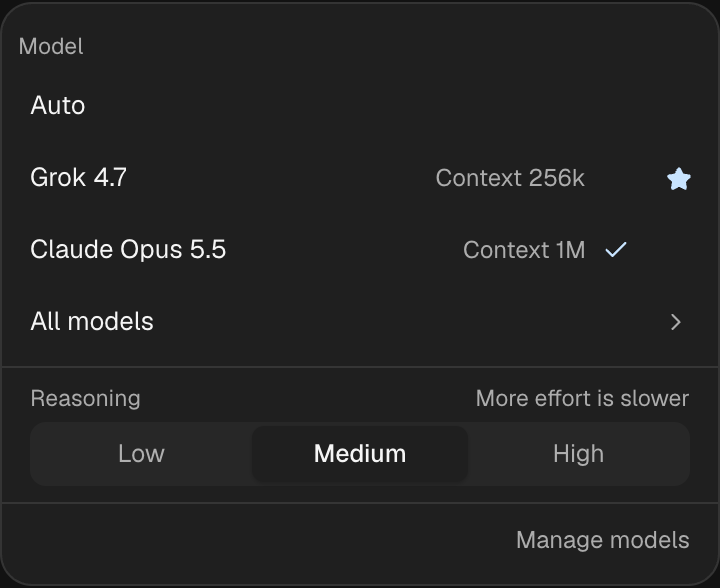 Model
Auto
Grok 4.7 Context 256k
Claude Opus 5.5 Context 1M
All models
Reasoning More effort is slower
Low Medium High
Manage models